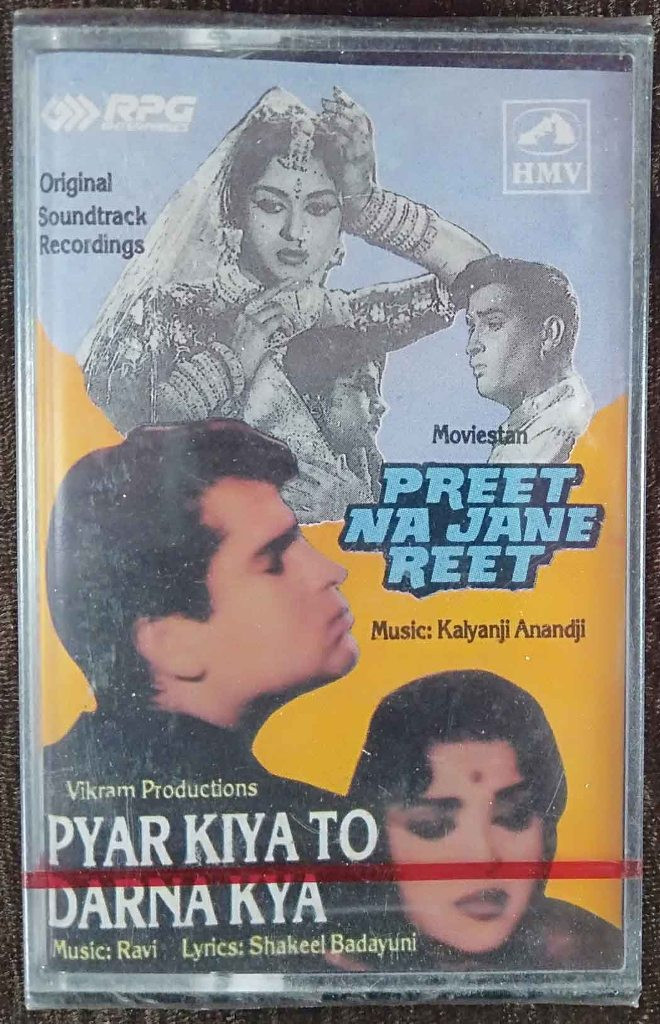 RPG
ENTERPRISES
HMV
Original
Soundtrack
Recordings
Moviestan
PREET
NA JANE
REET
Music: Kalyanji Anandji
Vikram Productions
PYAR KIYA TO
DARNA KYA
Music: Ravi Lyrics: Shakeel Badayuni